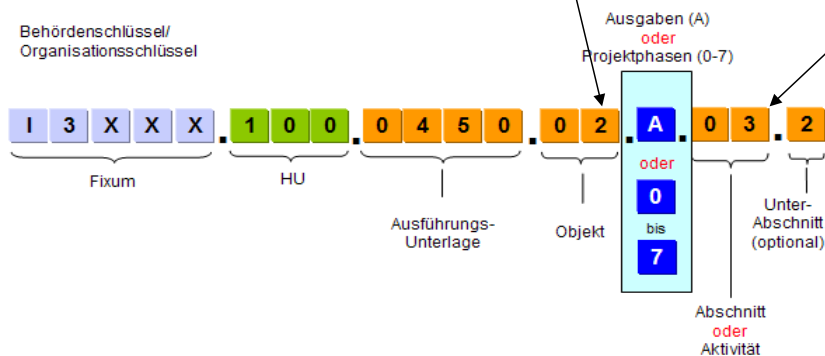 Behördenschlüssel/
Organisationsschlüssel
Ausgaben (A)
oder
Projektphasen (0-7)
I 3 X X X . 1 0 0 . 0 4 5 0 . 0 2 . A . 0 3 . 2
oder
0
bis
7
Fixum
HU
Ausführungs-
Unterlage
Objekt
Unter-
Abschnitt
(optional)
Abschnitt
oder
Aktivität